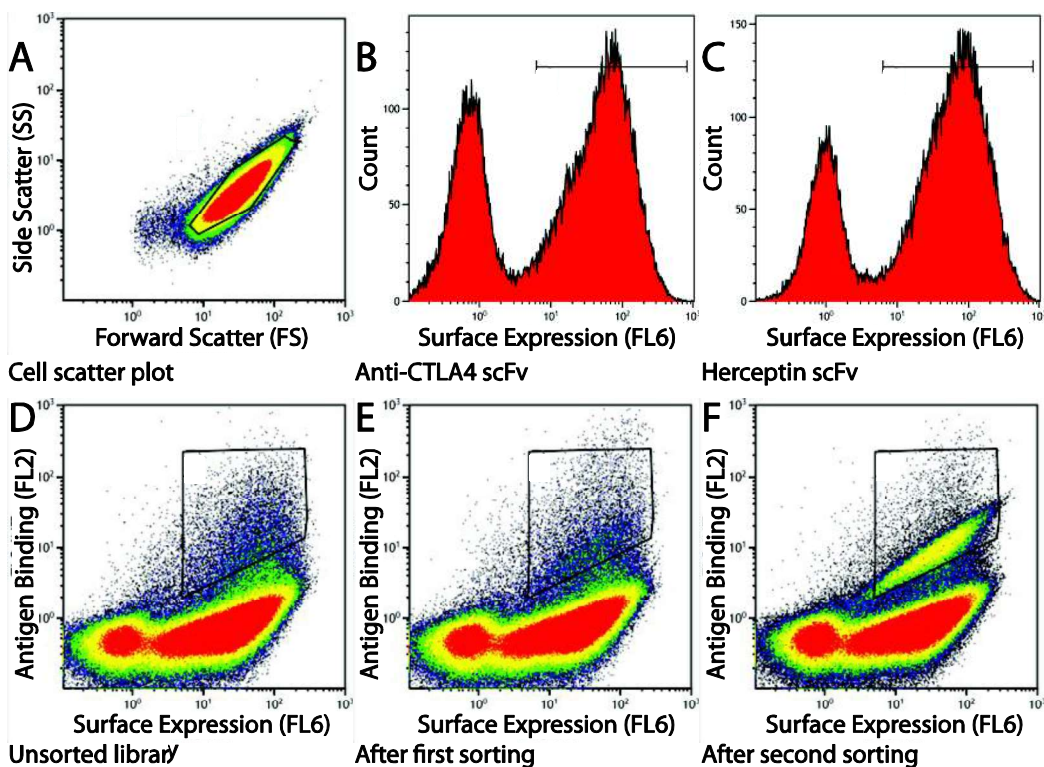 A
Side Scatter (SS)
10³
10²
10¹
10⁰
10⁰ 10¹ 10² 10³
Forward Scatter (FS)
Cell scatter plot
B
Count
100
50
0
10⁰ 10¹ 10² 10³
Surface Expression (FL6)
Anti-CTLA4 scFv
C
Count
150
100
50
0
10⁰ 10¹ 10² 10³
Surface Expression (FL6)
Herceptin scFv
D
Antigen Binding (FL2)
10³
10²
10¹
10⁰
10⁰ 10¹ 10² 10³
Surface Expression (FL6)
Unsorted library
E
Antigen Binding (FL2)
10³
10²
10¹
10⁰
10⁰ 10¹ 10² 10³
Surface Expression (FL6)
After first sorting
F
Antigen Binding (FL2)
10³
10²
10¹
10⁰
10⁰ 10¹ 10² 10³
Surface Expression (FL6)
After second sorting